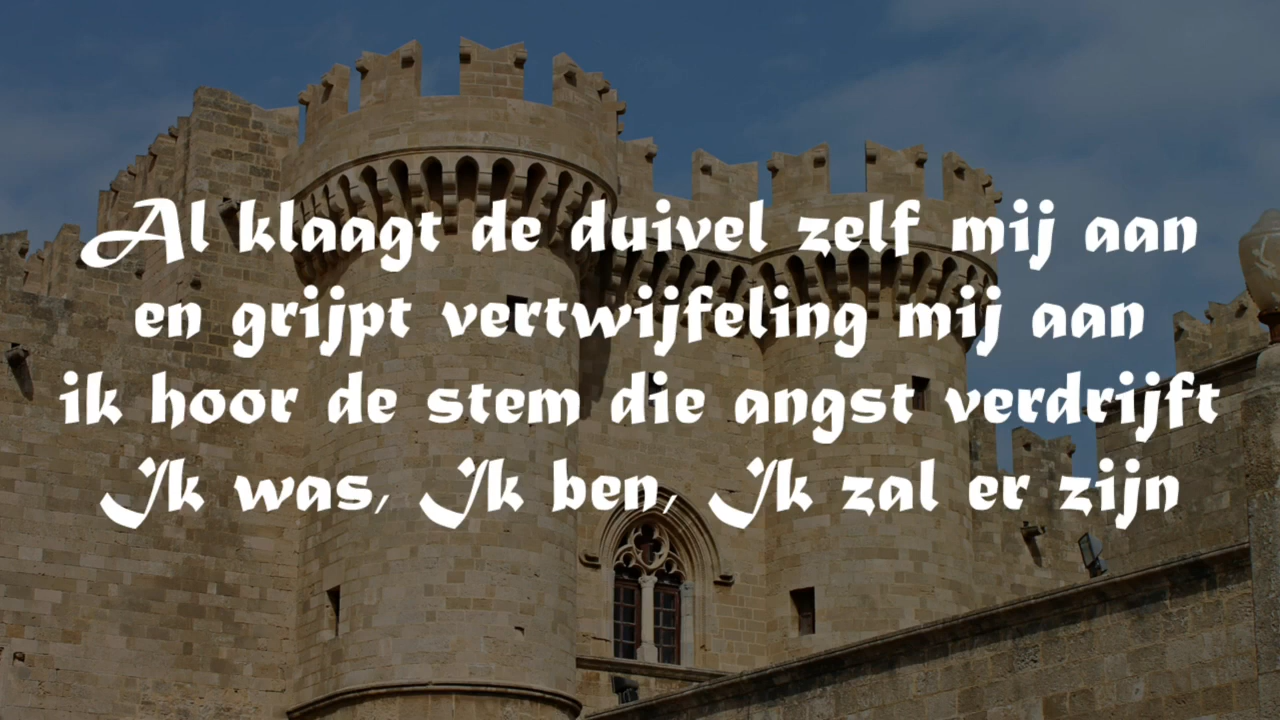 Al klaagt de duivel zelf mij aan
en grijpt vertwijfeling mij aan
ik hoor de stem die angst verdrijft
Ik was, Ik ben, Ik zal er zijn